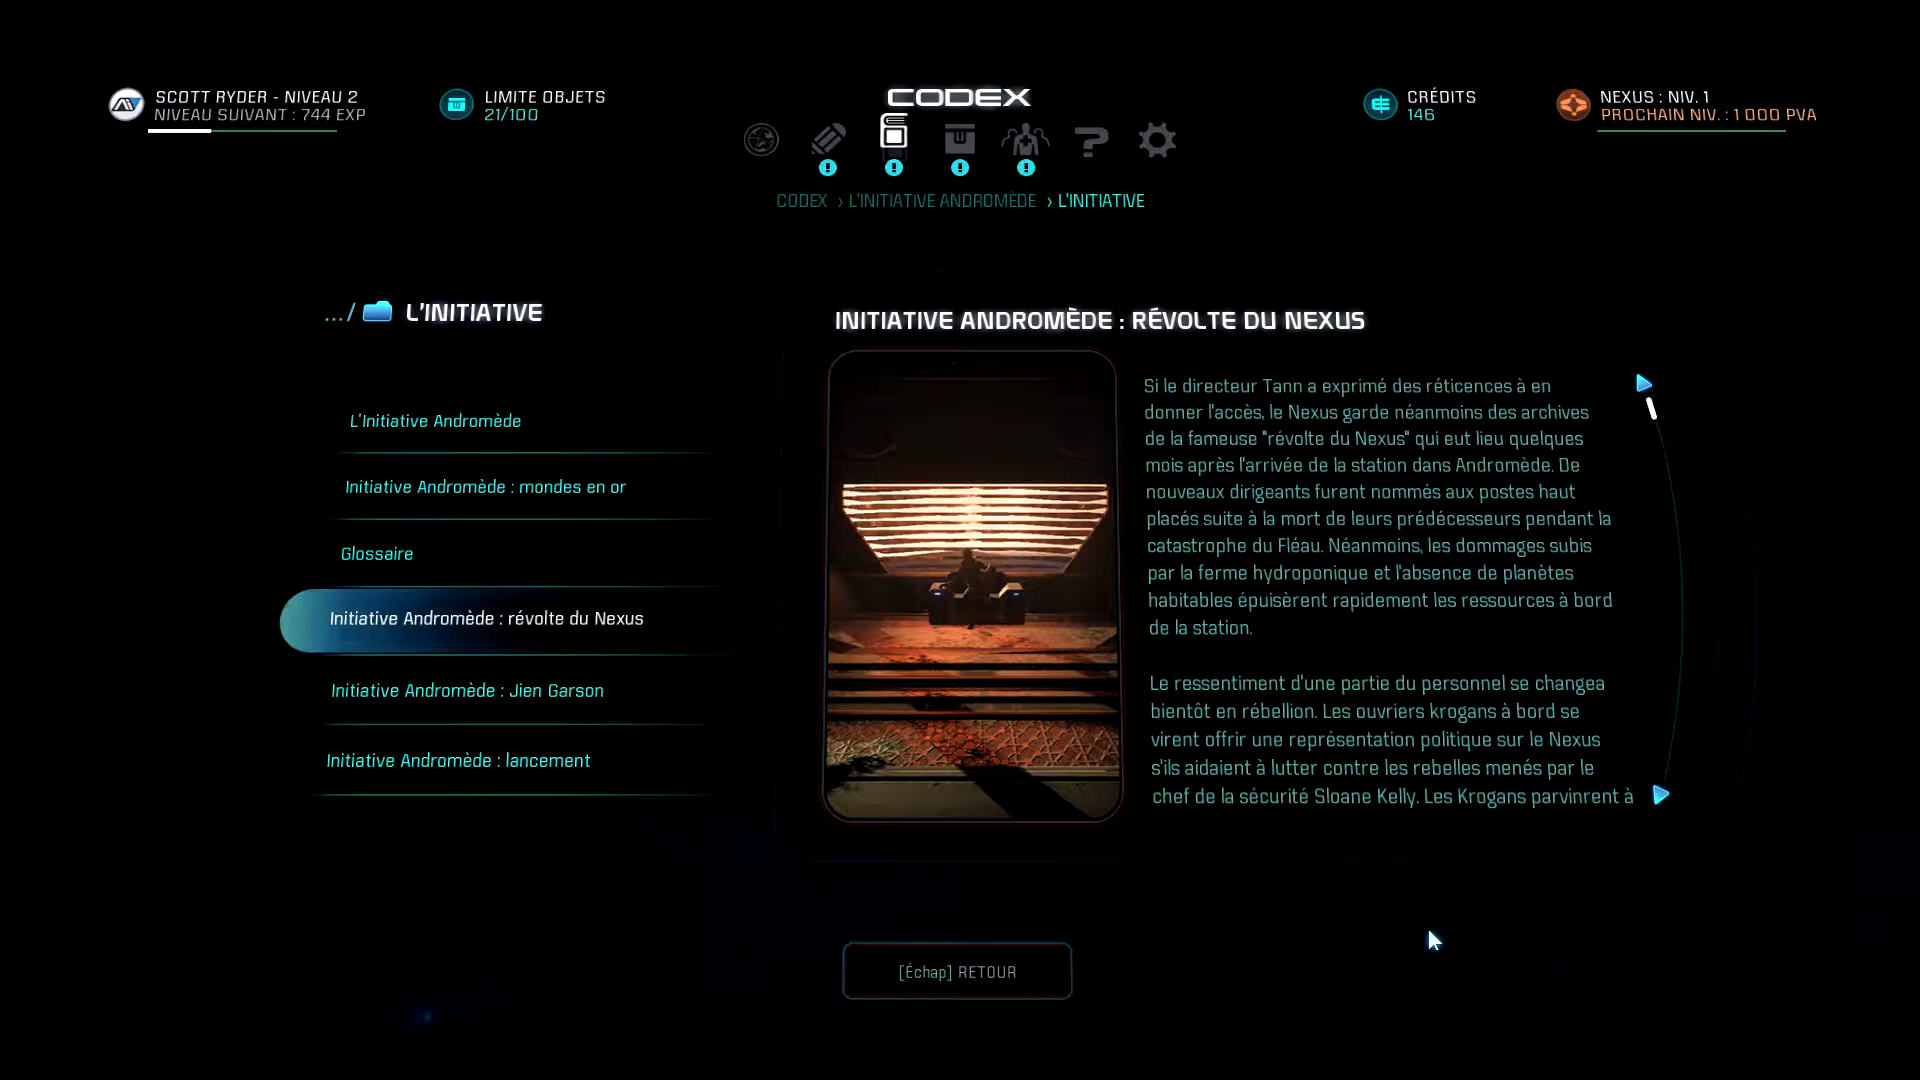 SCOTT RYDER - NIVEAU 2
NIVEAU SUIVANT : 744 EXP
LIMITE OBJETS
21/100
CODEX
CRÉDITS
146
NEXUS : NIV. 1
PROCHAIN NIV. : 1 000 PVA
CODEX › L'INITIATIVE ANDROMÈDE › L'INITIATIVE
.../ L'INITIATIVE
L'Initiative Andromède
Initiative Andromède : mondes en or
Glossaire
Initiative Andromède : révolte du Nexus
Initiative Andromède : Jien Garson
Initiative Andromède : lancement
INITIATIVE ANDROMÈDE : RÉVOLTE DU NEXUS
Si le directeur Tann a exprimé des réticences à en
donner l'accès, le Nexus garde néanmoins des archives
de la fameuse "révolte du Nexus" qui eut lieu quelques
mois après l'arrivée de la station dans Andromède. De
nouveaux dirigeants furent nommés aux postes haut
placés suite à la mort de leurs prédécesseurs pendant la
catastrophe du Fléau. Néanmoins, les dommages subis
par la ferme hydroponique et l'absence de planètes
habitables épuisèrent rapidement les ressources à bord
de la station.
Le ressentiment d'une partie du personnel se changea
bientôt en rébellion. Les ouvriers krogans à bord se
virent offrir une représentation politique sur le Nexus
s'ils aidaient à lutter contre les rebelles menés par le
chef de la sécurité Sloane Kelly. Les Krogans parvinrent à
[Échap] RETOUR